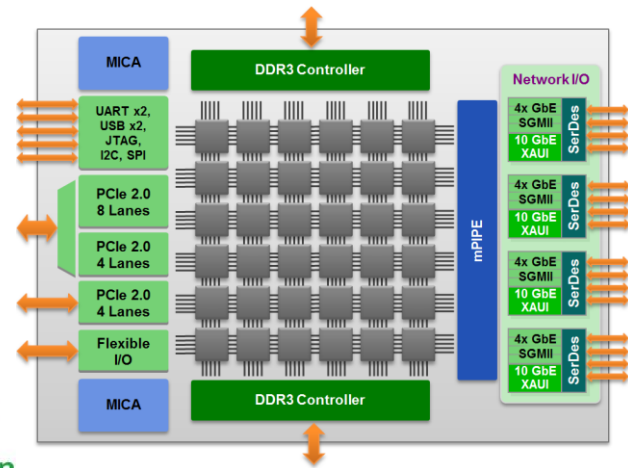 MICA
DDR3 Controller
Network I/O
UART x2,
USB x2,
JTAG,
I2C, SPI
PCIe 2.0
8 Lanes
PCIe 2.0
4 Lanes
PCIe 2.0
4 Lanes
Flexible
I/O
MICA
DDR3 Controller
mPIPE
4x GbE
SGMII
10 GbE
XAUI
SerDes
4x GbE
SGMII
10 GbE
XAUI
SerDes
4x GbE
SGMII
10 GbE
XAUI
SerDes
4x GbE
SGMII
10 GbE
XAUI
SerDes